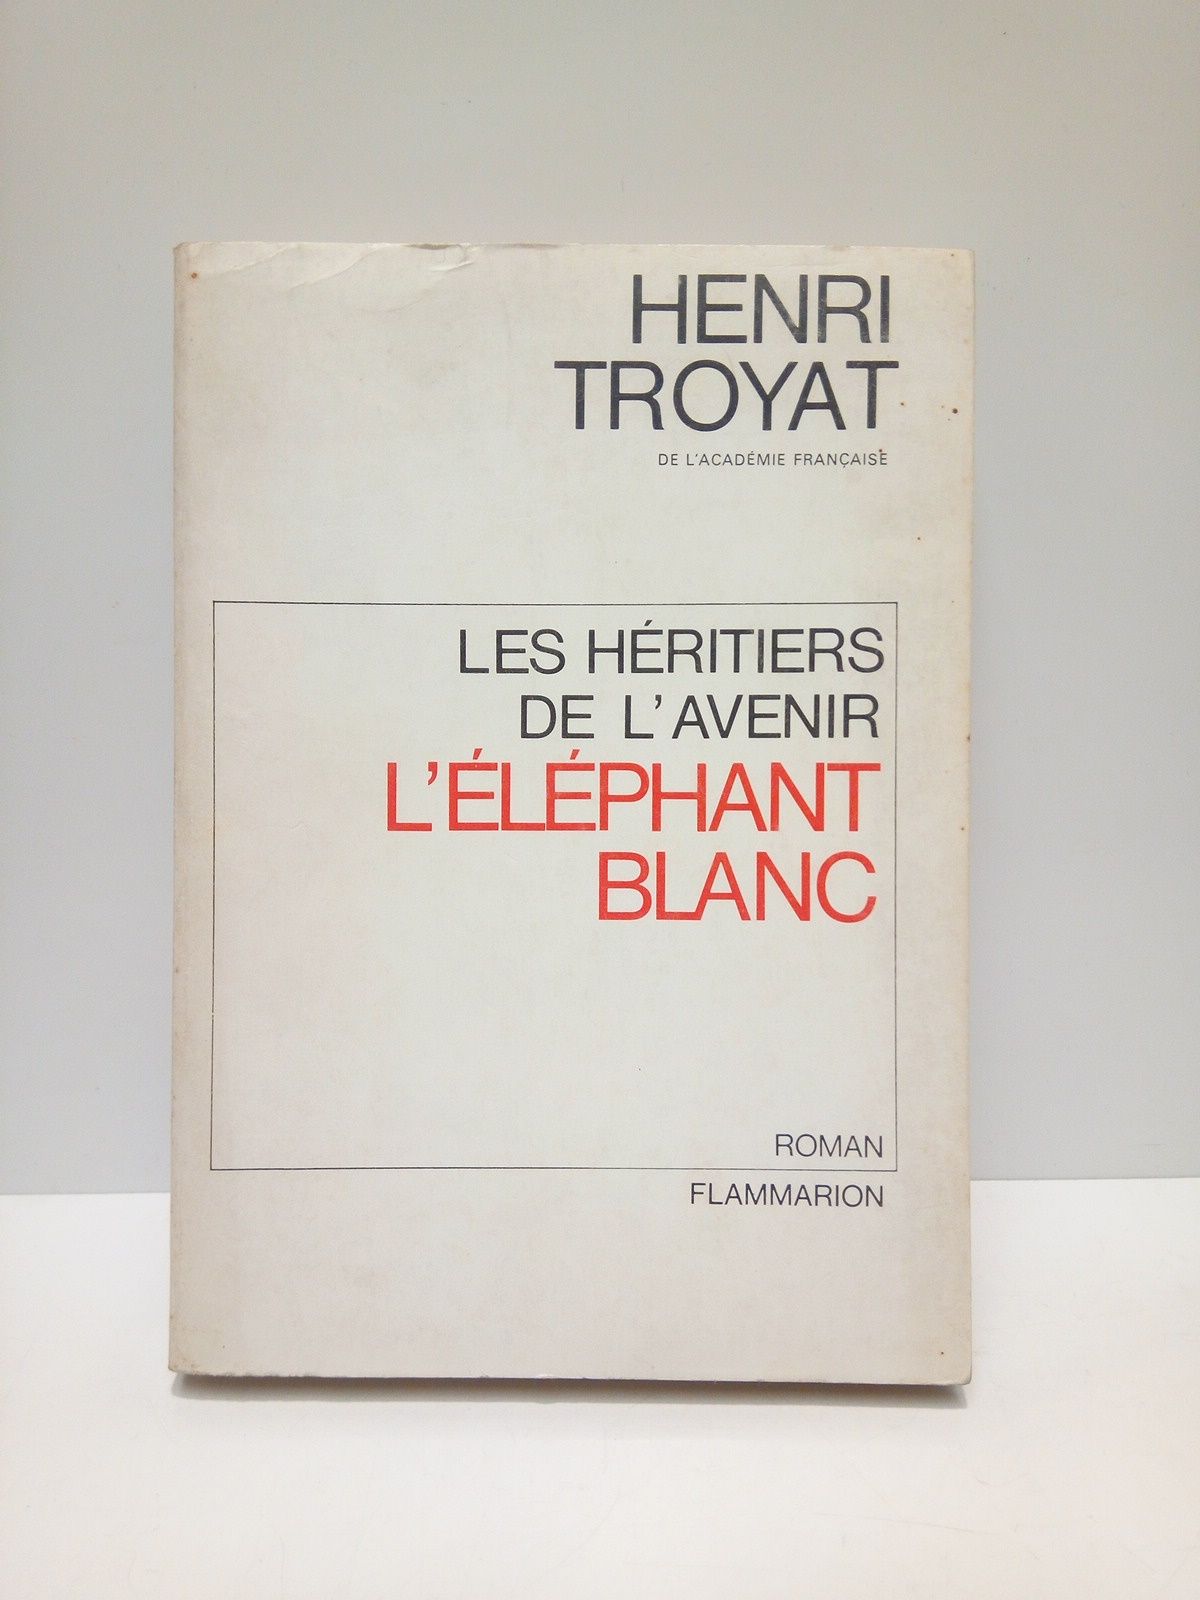 HENRI
TROYAT
DE L'ACADÉMIE FRANÇAISE
LES HÉRITIERS
DE L'AVENIR
L'ÉLÉPHANT
BLANC
ROMAN
FLAMMARION